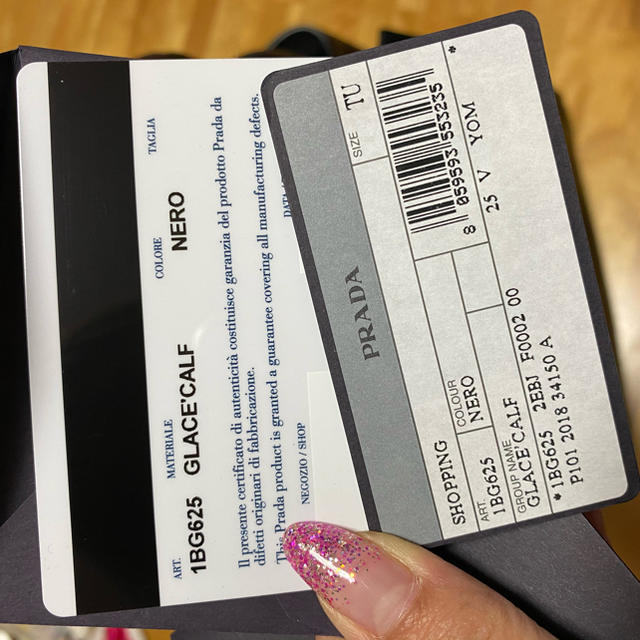 ART.
MATERIALE
COLORE
TAGLIA
1BG625 GLACE'CALF NERO
Il presente certificato di autenticità costituisce garanzia del prodotto Prada da
difetti originari di fabbricazione.
This Prada product is granted a guarantee covering all manufacturing defects.
NEGOZIO / SHOP
PRADA
SHOPPING
SIZE TU
ART.
1BG625
COLOUR
NERO
8 059593 553235
*
GROUP NAME
GLACE'CALF
25 V YOM
*1BG625 2EBJ F0002 00
P101 2018 34150 A